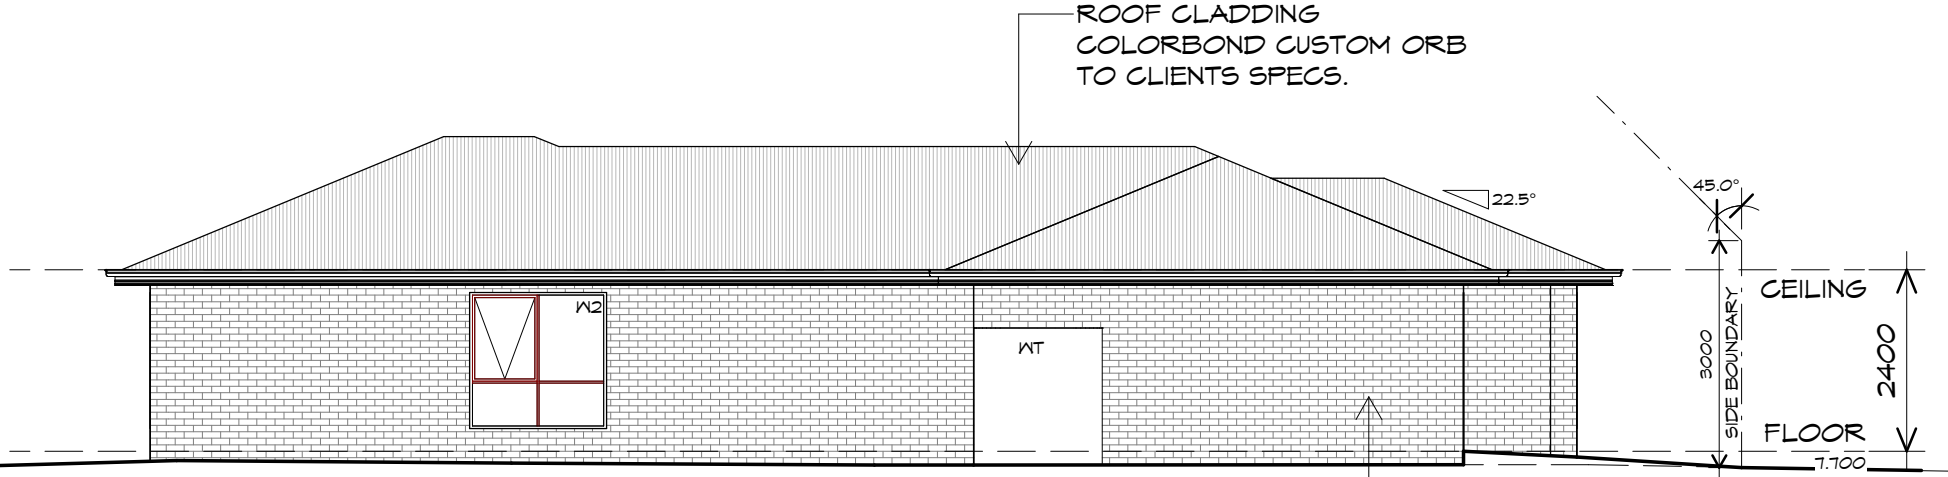 ROOF CLADDING
COLORBOND CUSTOM ORB
TO CLIENTS SPECS.
45.0°
22.5°
CEILING
W2
WT
3000
SIDE BOUNDARY
2400
FLOOR
7.700